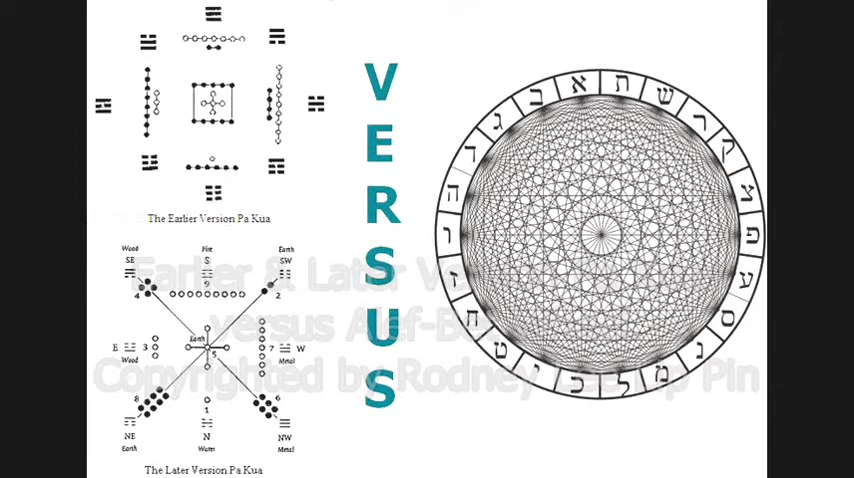 The Earlier Version Pa Kua
Wood
SE
4
Fire
S
9
Earth
SW
2
E
3
Wood
Earth
5
7
W
Metal
8
NE
Earth
1
N
Water
6
NW
Metal
The Later Version Pa Kua
VERSUS
א
ב
ג
ד
ה
ו
ז
ח
ט
י
כ
ל
מ
נ
ס
ע
פ
צ
ק
ר
ש
ת
Earlier & Later
versus Alef-B
Copyrighted by Rodney Pin